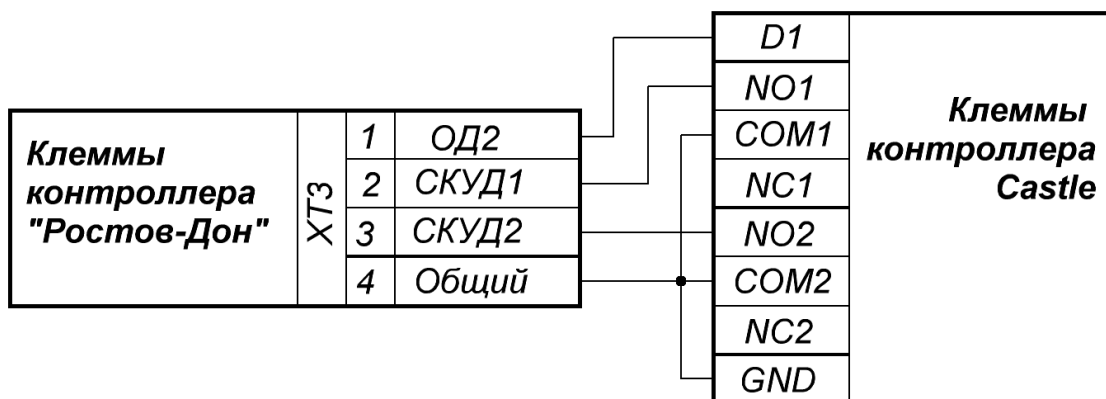 Клеммы
контроллера
"Ростов-Дон"
ХТ3
1 ОД2
2 СКУД1
3 СКУД2
4 Общий
D1
NO1
COM1
NC1
NO2
COM2
NC2
GND
Клеммы
контроллера
Castle